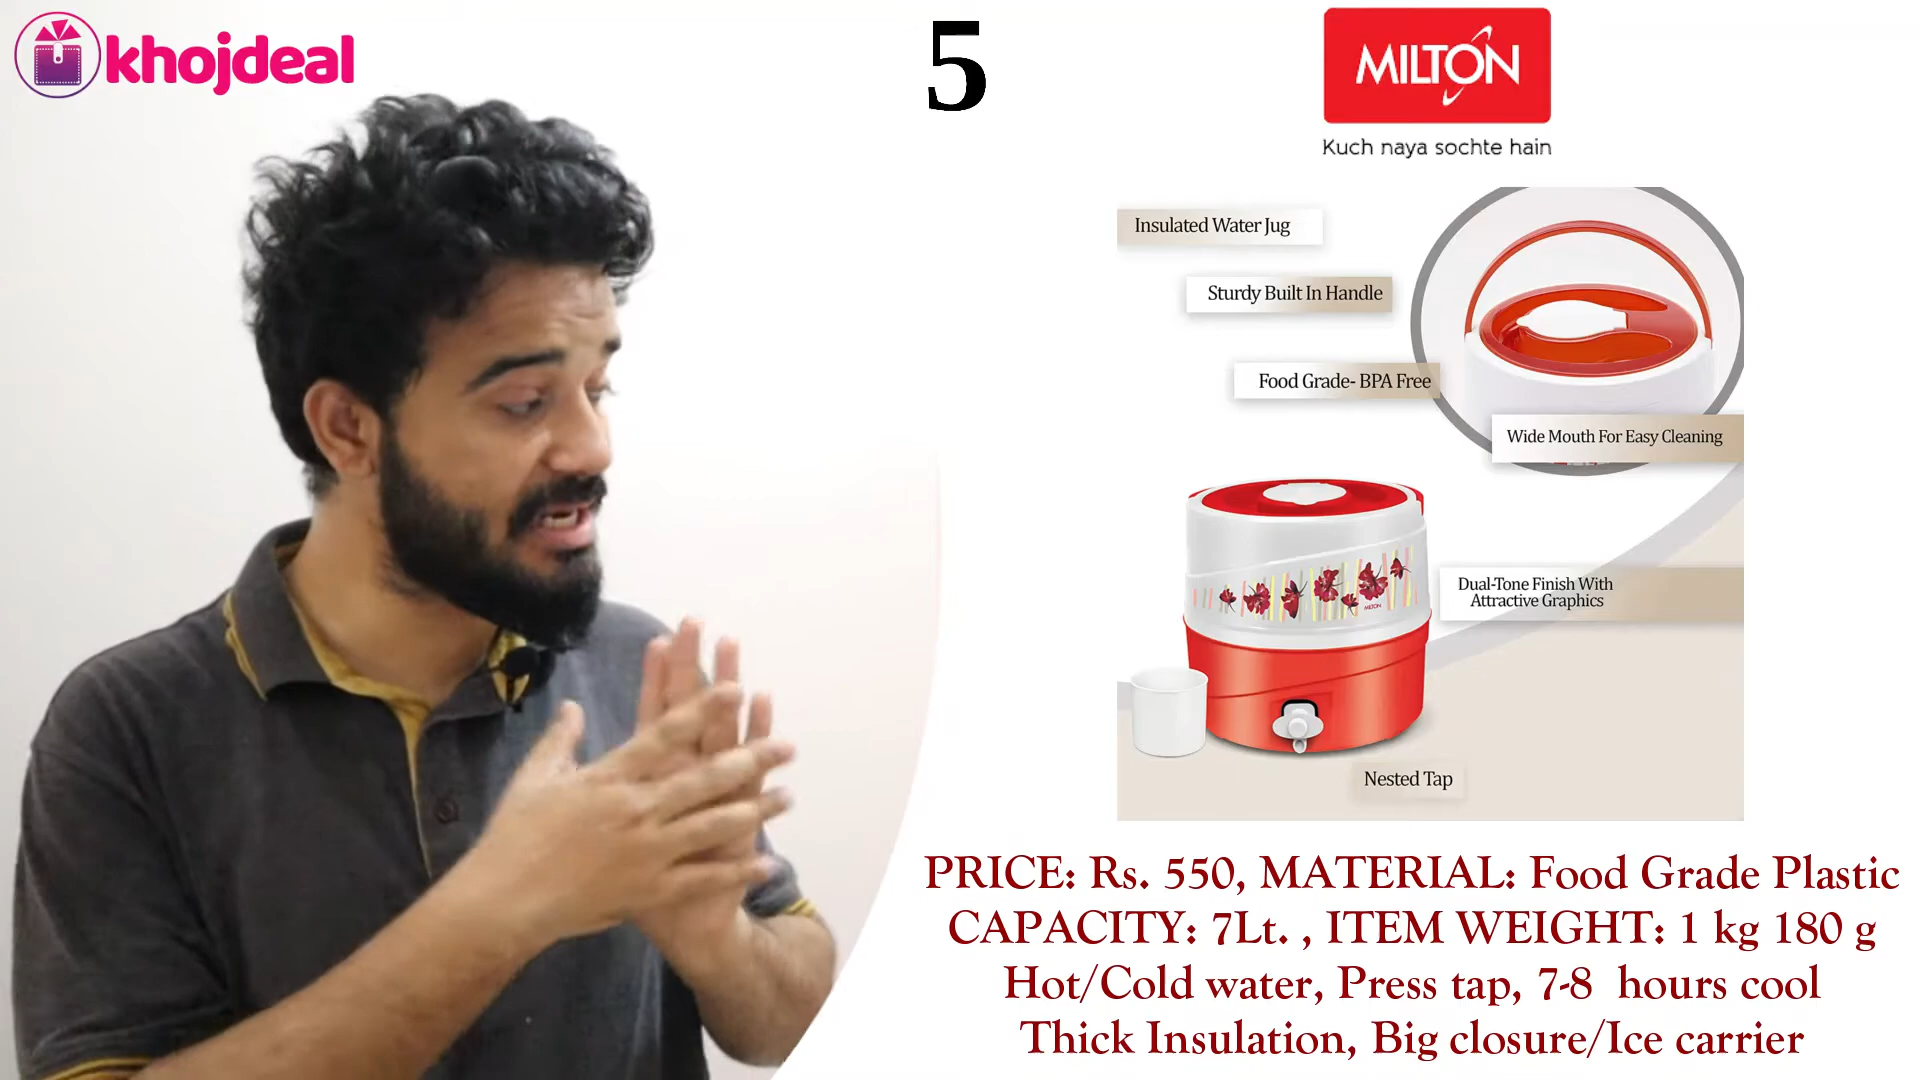 khojdeal
5
MILTON
Kuch naya sochte hain
Insulated Water Jug
Sturdy Built In Handle
Food Grade- BPA Free
Wide Mouth For Easy Cleaning
Dual-Tone Finish With
Attractive Graphics
MILTON
Nested Tap
PRICE: Rs. 550, MATERIAL: Food Grade Plastic
CAPACITY: 7Lt. , ITEM WEIGHT: 1 kg 180 g
Hot/Cold water, Press tap, 7-8 hours cool
Thick Insulation, Big closure/Ice carrier